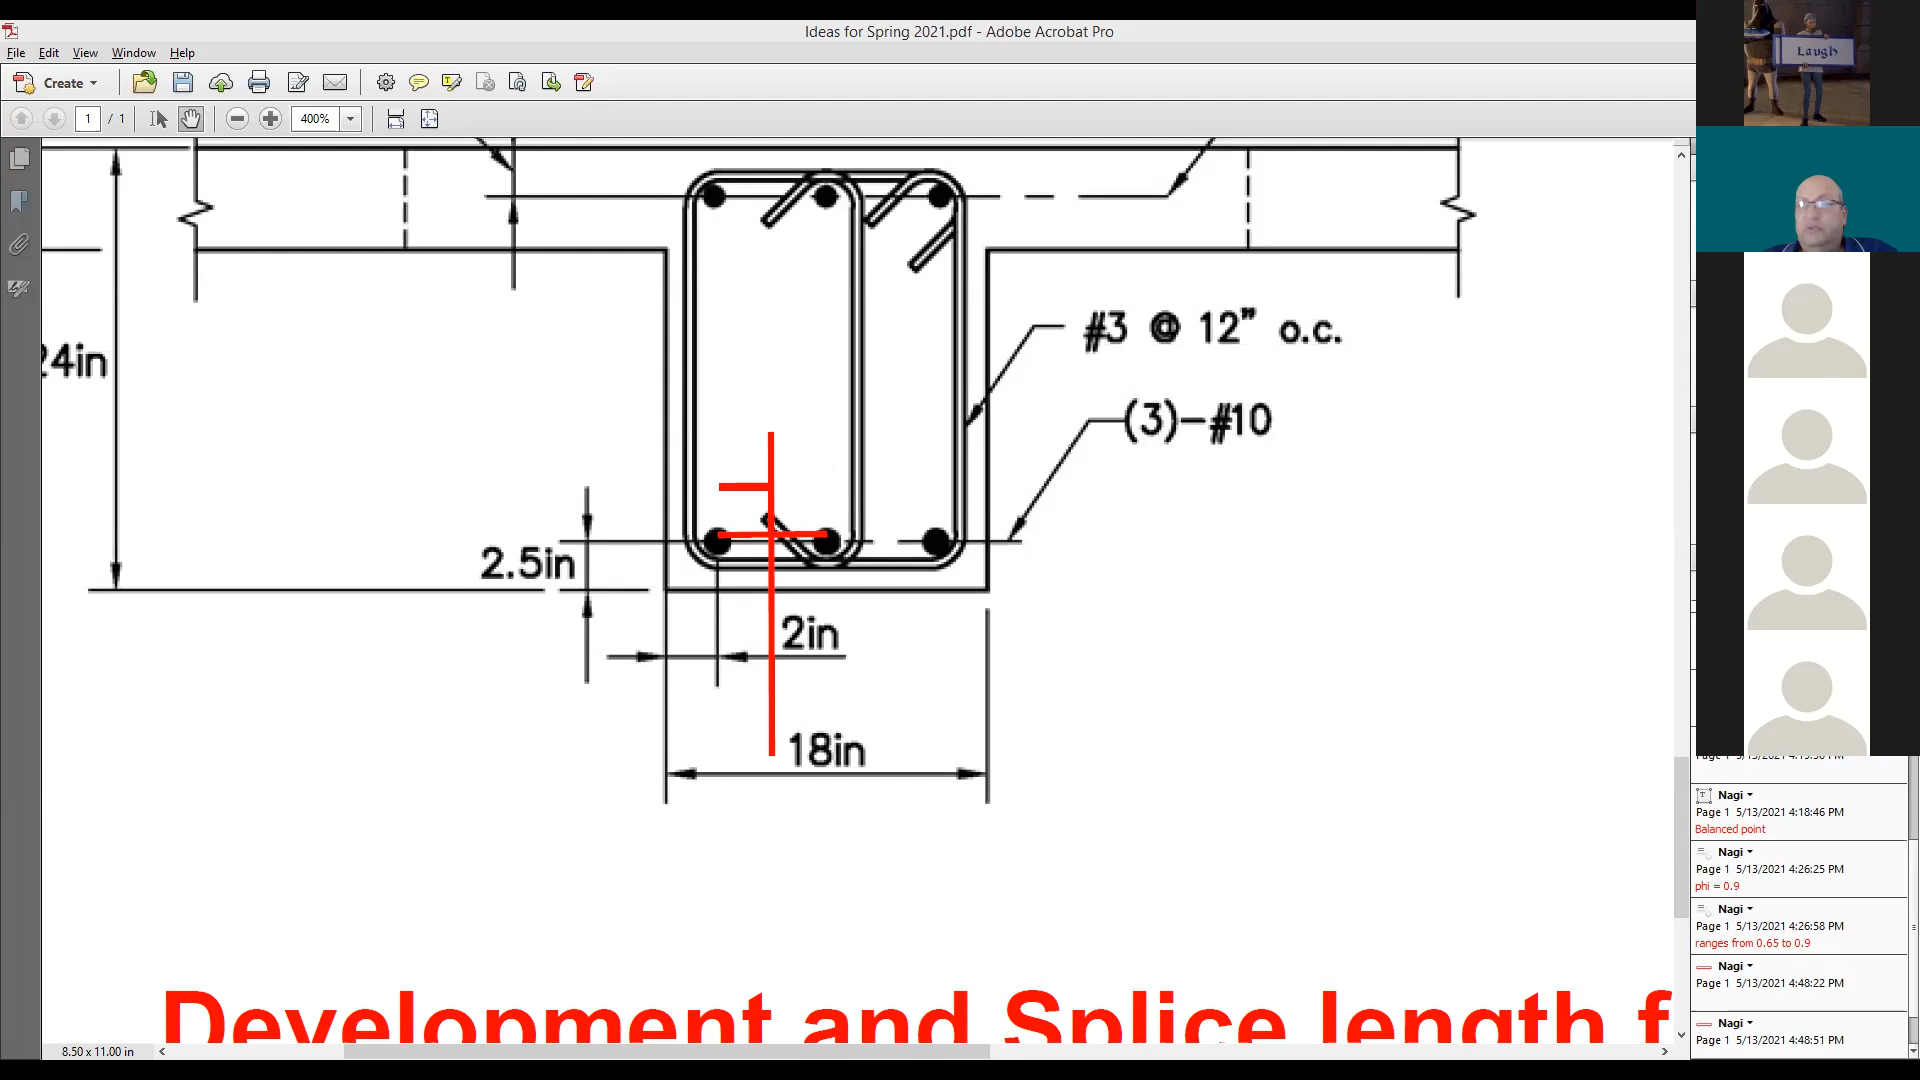 Ideas for Spring 2021.pdf - Adobe Acrobat Pro
File Edit View Window Help
Create
1 / 1
400%
Laugh
#3 @ 12" o.c.
24in
(3)-#10
2.5in
2in
18in
Nagi
Page 1 5/13/2021 4:18:46 PM
Balanced point
Nagi
Page 1 5/13/2021 4:26:25 PM
phi = 0.9
Nagi
Page 1 5/13/2021 4:26:58 PM
ranges from 0.65 to 0.9
Nagi
Page 1 5/13/2021 4:48:22 PM
Nagi
Page 1 5/13/2021 4:48:51 PM
Development and Splice length f
8.50 x 11.00 in